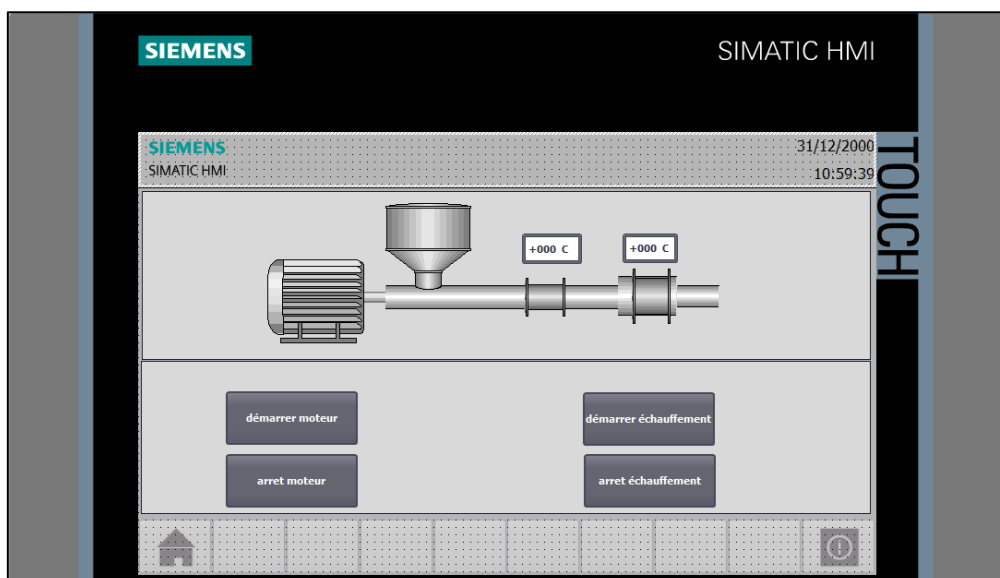 SIEMENS
SIMATIC HMI
TOUCH
SIEMENS
SIMATIC HMI
31/12/2000
10:59:39
+000 C
+000 C
démarrer moteur
démarrer échauffement
arret moteur
arret échauffement